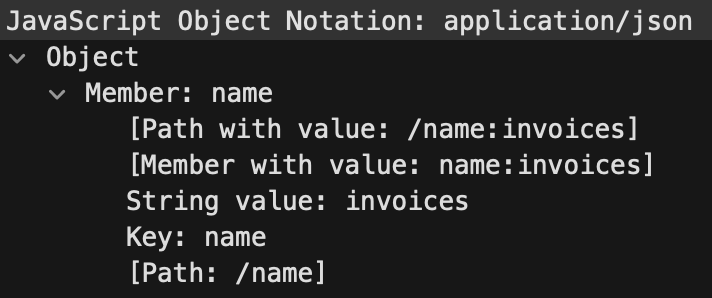 JavaScript Object Notation: application/json
Object
Member: name
[Path with value: /name:invoices]
[Member with value: name:invoices]
String value: invoices
Key: name
[Path: /name]